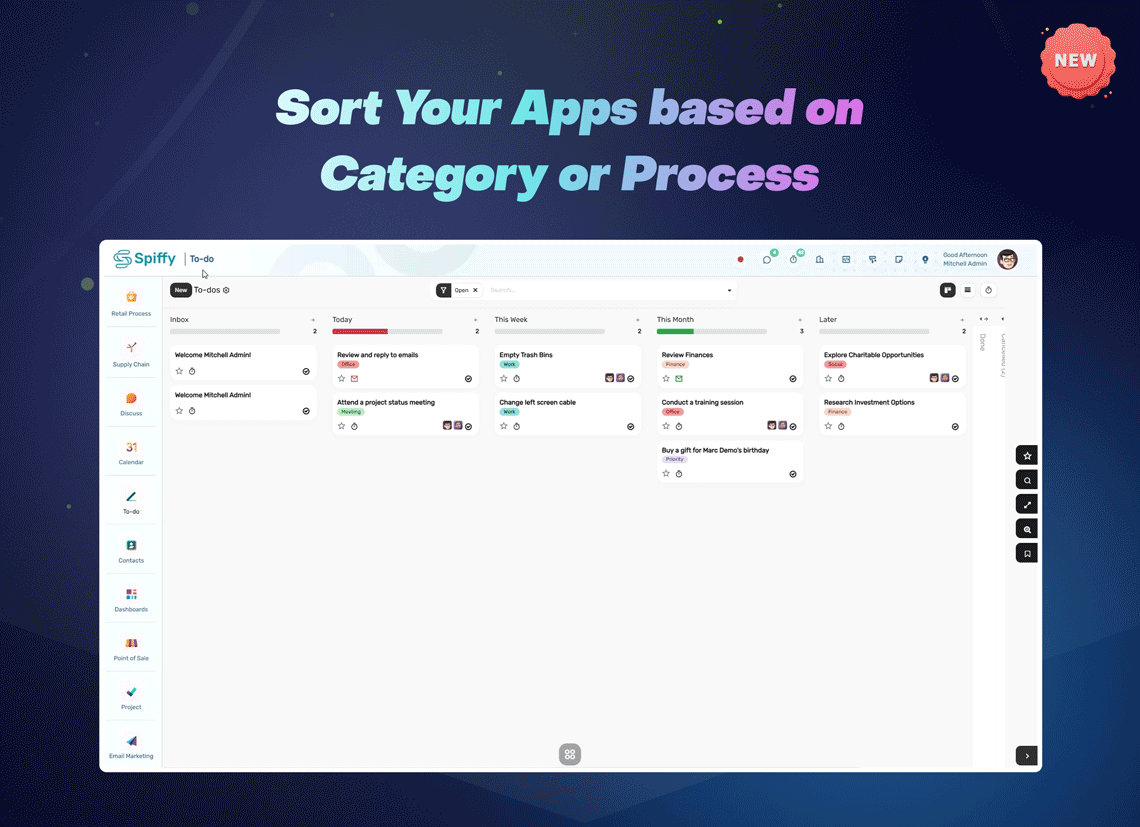 NEW
Sort Your Apps based on
Category or Process
Spiffy | To-do
4
Good Afternoon
Mitchell Admin
New To-dos
Open × Search...
Retail Process
Supply Chain
Discuss
31
Calendar
To-do
Contacts
Dashboards
Point of Sale
Project
Email Marketing
Inbox +
2
Welcome Mitchell Admin!
Welcome Mitchell Admin!
Today +
2
Review and reply to emails
Office
Attend a project status meeting
Meeting
This Week +
2
Empty Trash Bins
Work
Change left screen cable
Work
This Month +
3
Review Finances
Finance
Conduct a training session
Office
Buy a gift for Marc Demo's birthday
Priority
Later +
2
Explore Charitable Opportunities
Social
Research Investment Options
Finance
Done